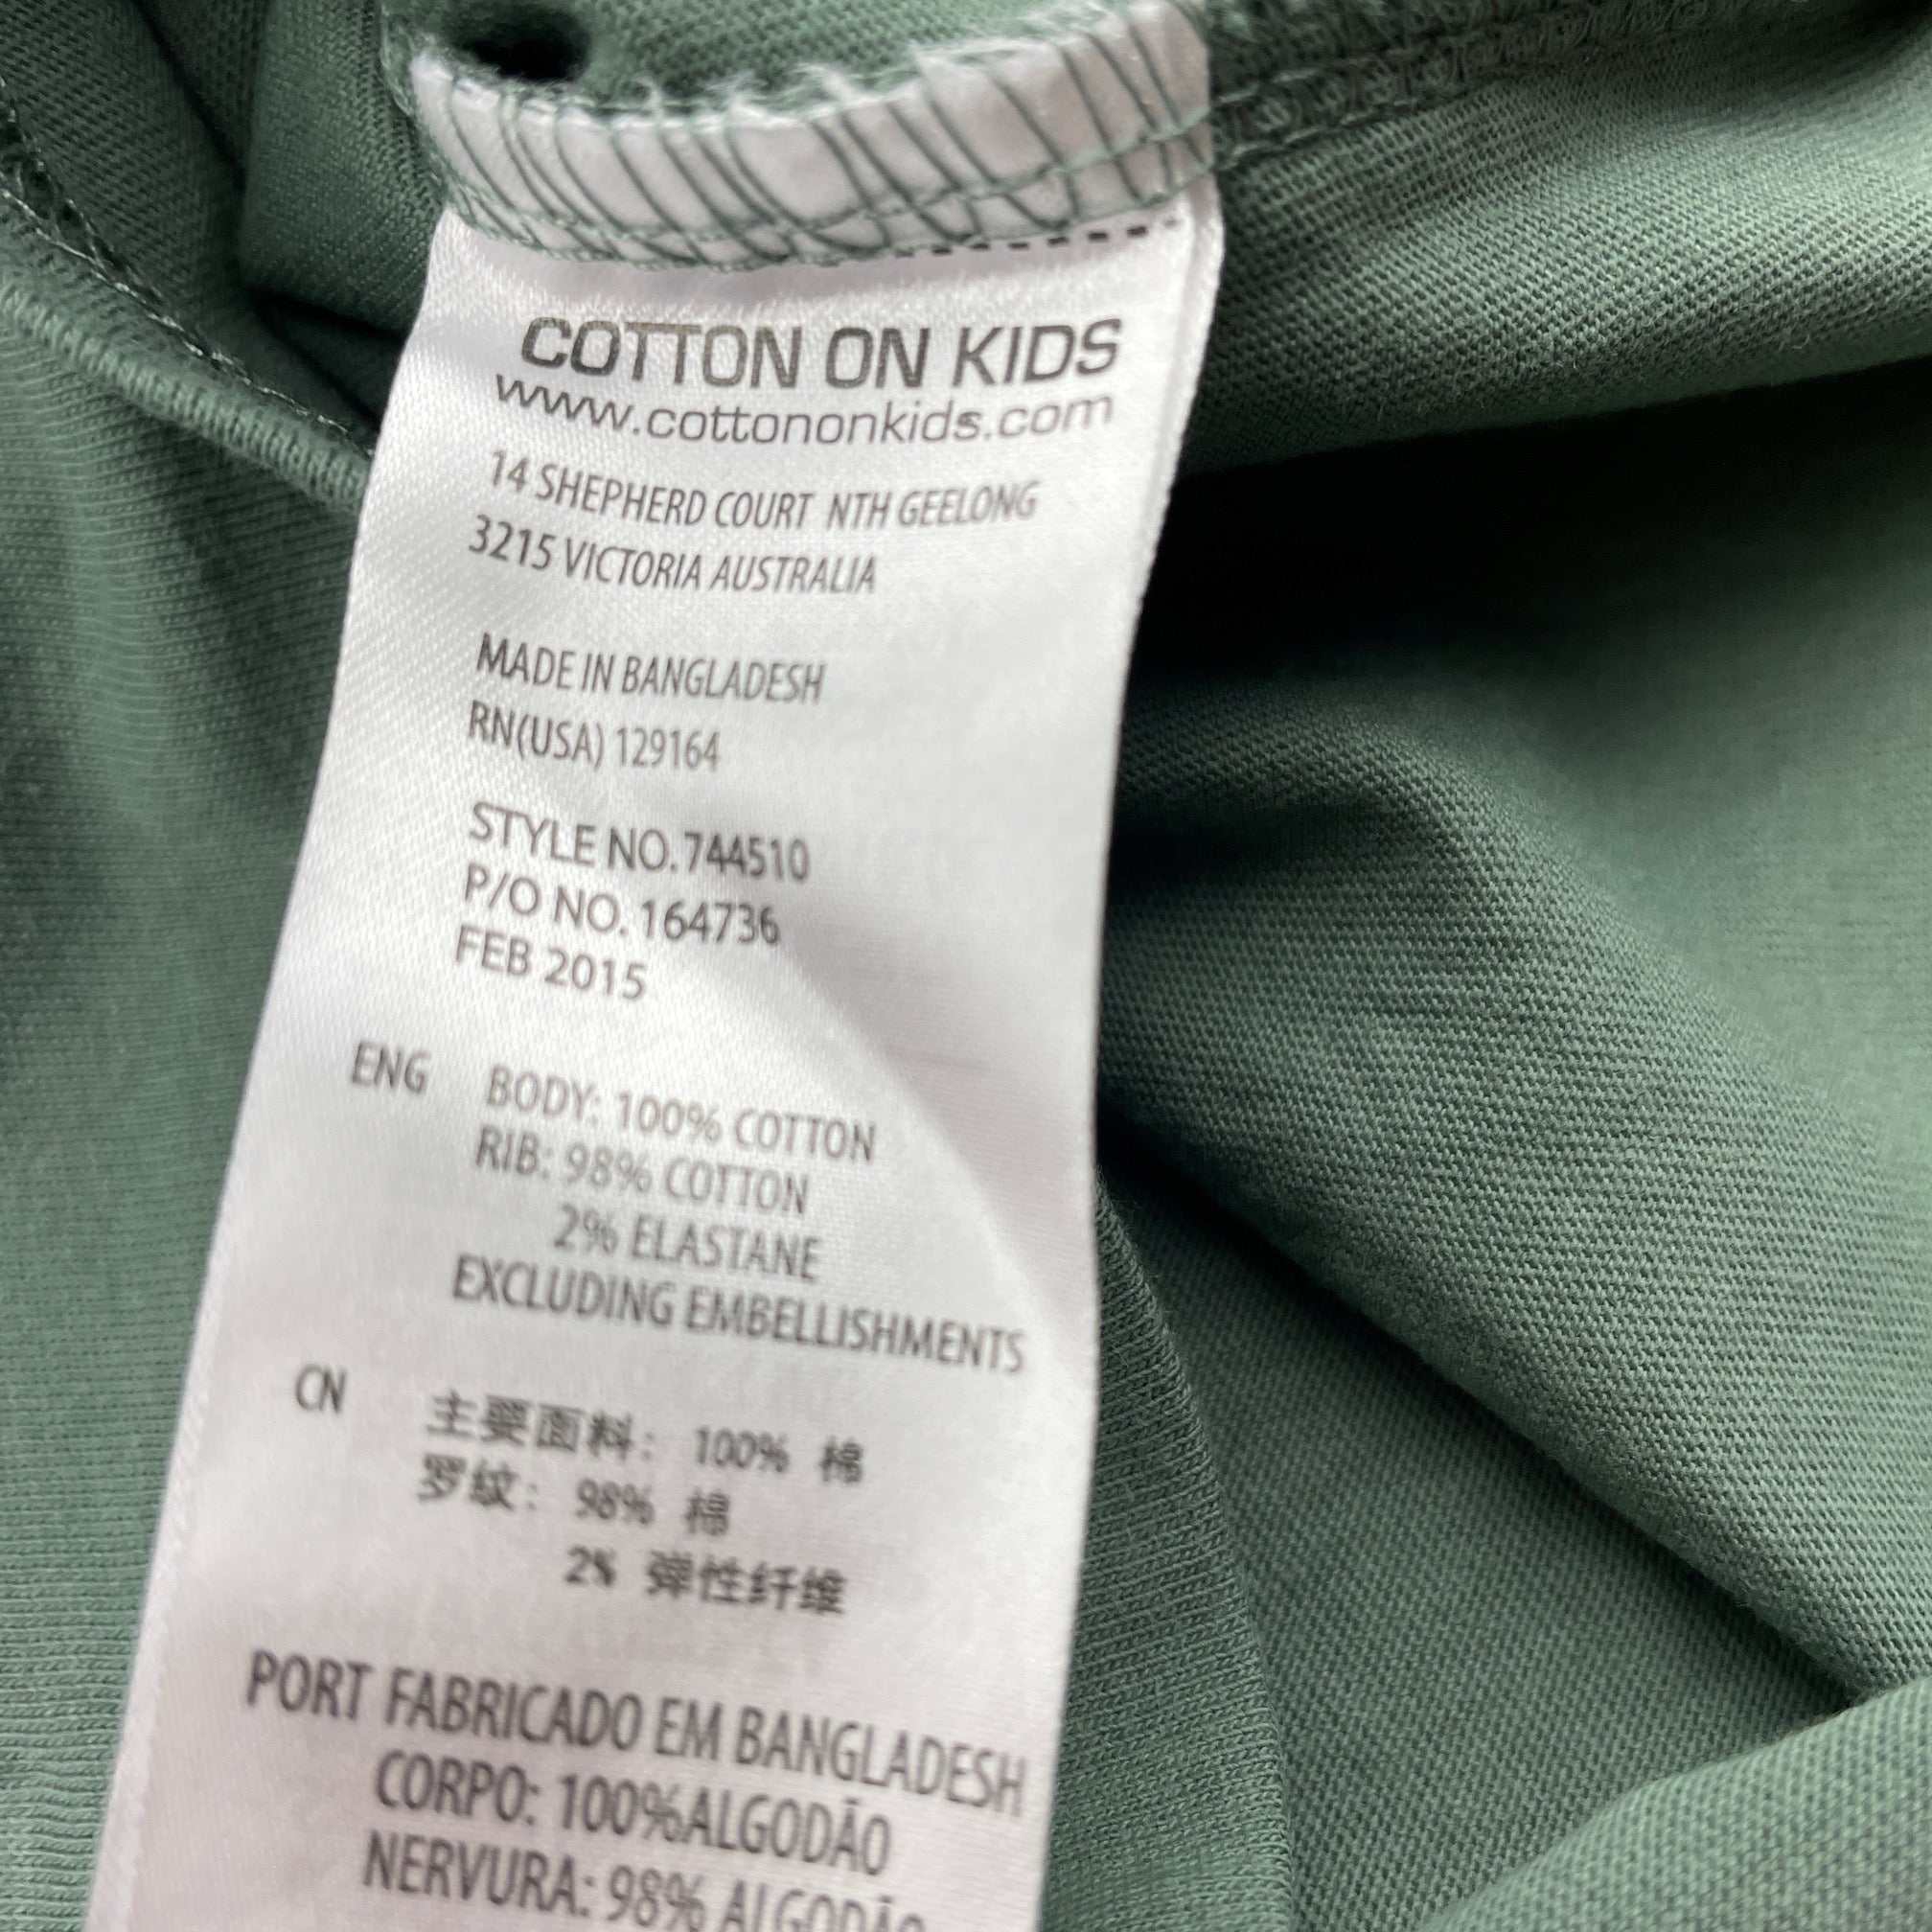 COTTON ON KIDS
www.cottononkids.com
14 SHEPHERD COURT NTH GEELONG
3215 VICTORIA AUSTRALIA
MADE IN BANGLADESH
RN(USA) 129164
STYLE NO.744510
P/O NO. 164736
FEB 2015
ENG BODY: 100% COTTON
RIB: 98% COTTON
2% ELASTANE
EXCLUDING EMBELLISHMENTS
CN 主要面料: 100% 棉
罗纹: 98% 棉
2% 弹性纤维
PORT FABRICADO EM BANGLADESH
CORPO: 100%ALGODÃO
NERVURA: 98% ALGODÃO